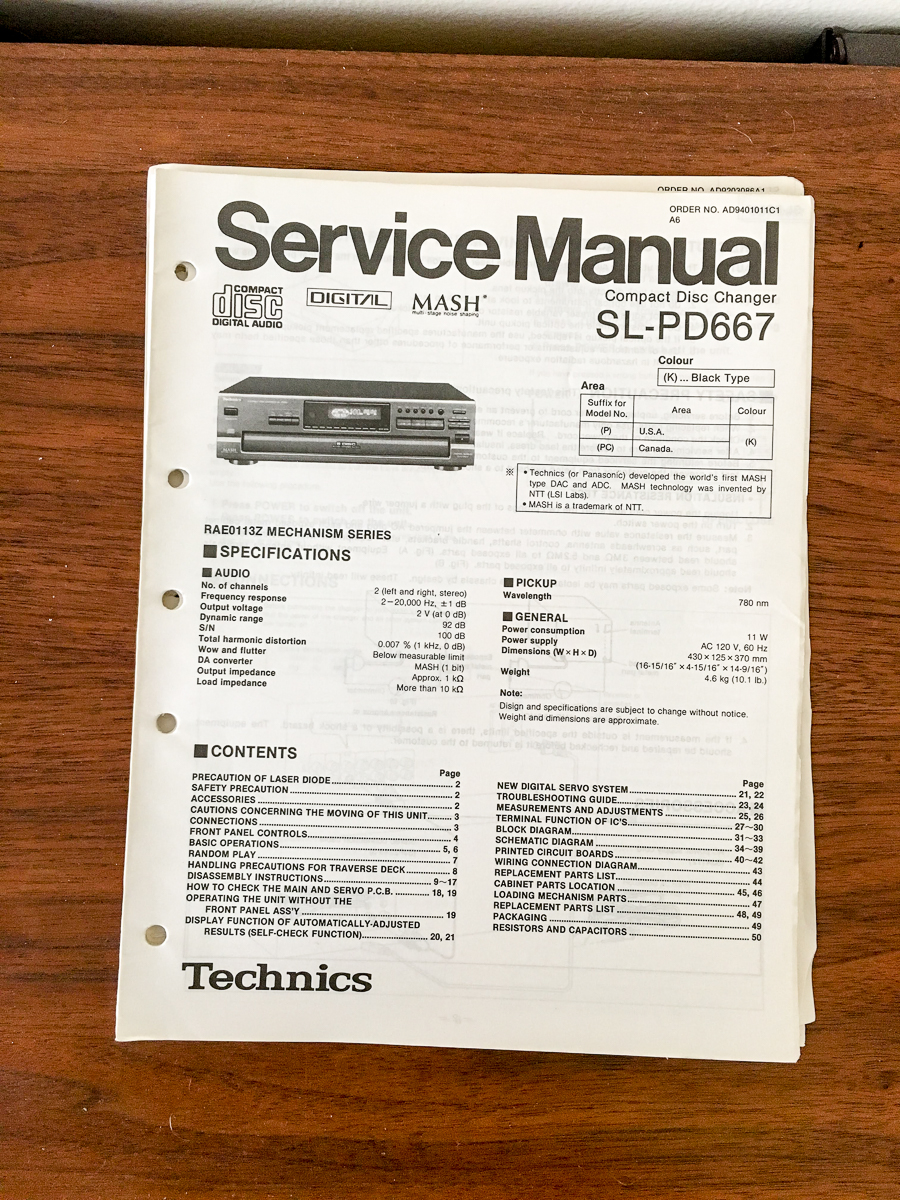 ORDER NO. AD9203086A1
ORDER NO. AD9401011C1
A6
Service Manual
COMPACT
disc
DIGITAL AUDIO
DIGITAL
MASH*
multi-stage noise shaping
Compact Disc Changer
SL-PD667
Colour
(K) ... Black Type
Area
Suffix for Model No. Area Colour
(P) U.S.A. (K)
(PC) Canada.
※ • Technics (or Panasonic) developed the world's first MASH
type DAC and ADC. MASH technology was invented by
NTT (LSI Labs).
• MASH is a trademark of NTT.
Technics
MASH
RAE0113Z MECHANISM SERIES
■ SPECIFICATIONS
■ AUDIO
No. of channels 2 (left and right, stereo)
Frequency response 2−20,000 Hz, ±1 dB
Output voltage 2 V (at 0 dB)
Dynamic range 92 dB
S/N 100 dB
Total harmonic distortion 0.007 % (1 kHz, 0 dB)
Wow and flutter Below measurable limit
DA converter MASH (1 bit)
Output impedance Approx. 1 kΩ
Load impedance More than 10 kΩ
■ PICKUP
Wavelength 780 nm
■ GENERAL
Power consumption 11 W
Power supply AC 120 V, 60 Hz
Dimensions (W×H×D) 430×125×370 mm
(16-15/16″×4-15/16″×14-9/16″)
Weight 4.6 kg (10.1 lb.)
Note:
Disign and specifications are subject to change without notice.
Weight and dimensions are approximate.
■ CONTENTS
Page
PRECAUTION OF LASER DIODE 2
SAFETY PRECAUTION 2
ACCESSORIES 2
CAUTIONS CONCERNING THE MOVING OF THIS UNIT 3
CONNECTIONS 3
FRONT PANEL CONTROLS 4
BASIC OPERATIONS 5, 6
RANDOM PLAY 7
HANDLING PRECAUTIONS FOR TRAVERSE DECK 8
DISASSEMBLY INSTRUCTIONS 9~17
HOW TO CHECK THE MAIN AND SERVO P.C.B. 18, 19
OPERATING THE UNIT WITHOUT THE
FRONT PANEL ASS'Y 19
DISPLAY FUNCTION OF AUTOMATICALLY-ADJUSTED
RESULTS (SELF-CHECK FUNCTION) 20, 21
Page
NEW DIGITAL SERVO SYSTEM 21, 22
TROUBLESHOOTING GUIDE 23, 24
MEASUREMENTS AND ADJUSTMENTS 25, 26
TERMINAL FUNCTION OF IC'S 27~30
BLOCK DIAGRAM 31~33
SCHEMATIC DIAGRAM 34~39
PRINTED CIRCUIT BOARDS 40~42
WIRING CONNECTION DIAGRAM 43
REPLACEMENT PARTS LIST 44
CABINET PARTS LOCATION 45, 46
LOADING MECHANISM PARTS 47
REPLACEMENT PARTS LIST 48, 49
PACKAGING 49
RESISTORS AND CAPACITORS 50
Technics